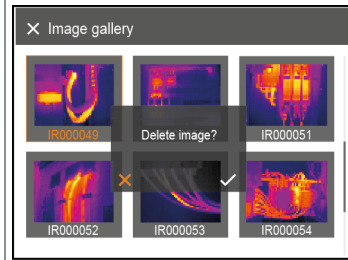 Image gallery
IR000049
Delete image?
IR000051
IR000052
IR000053
IR000054